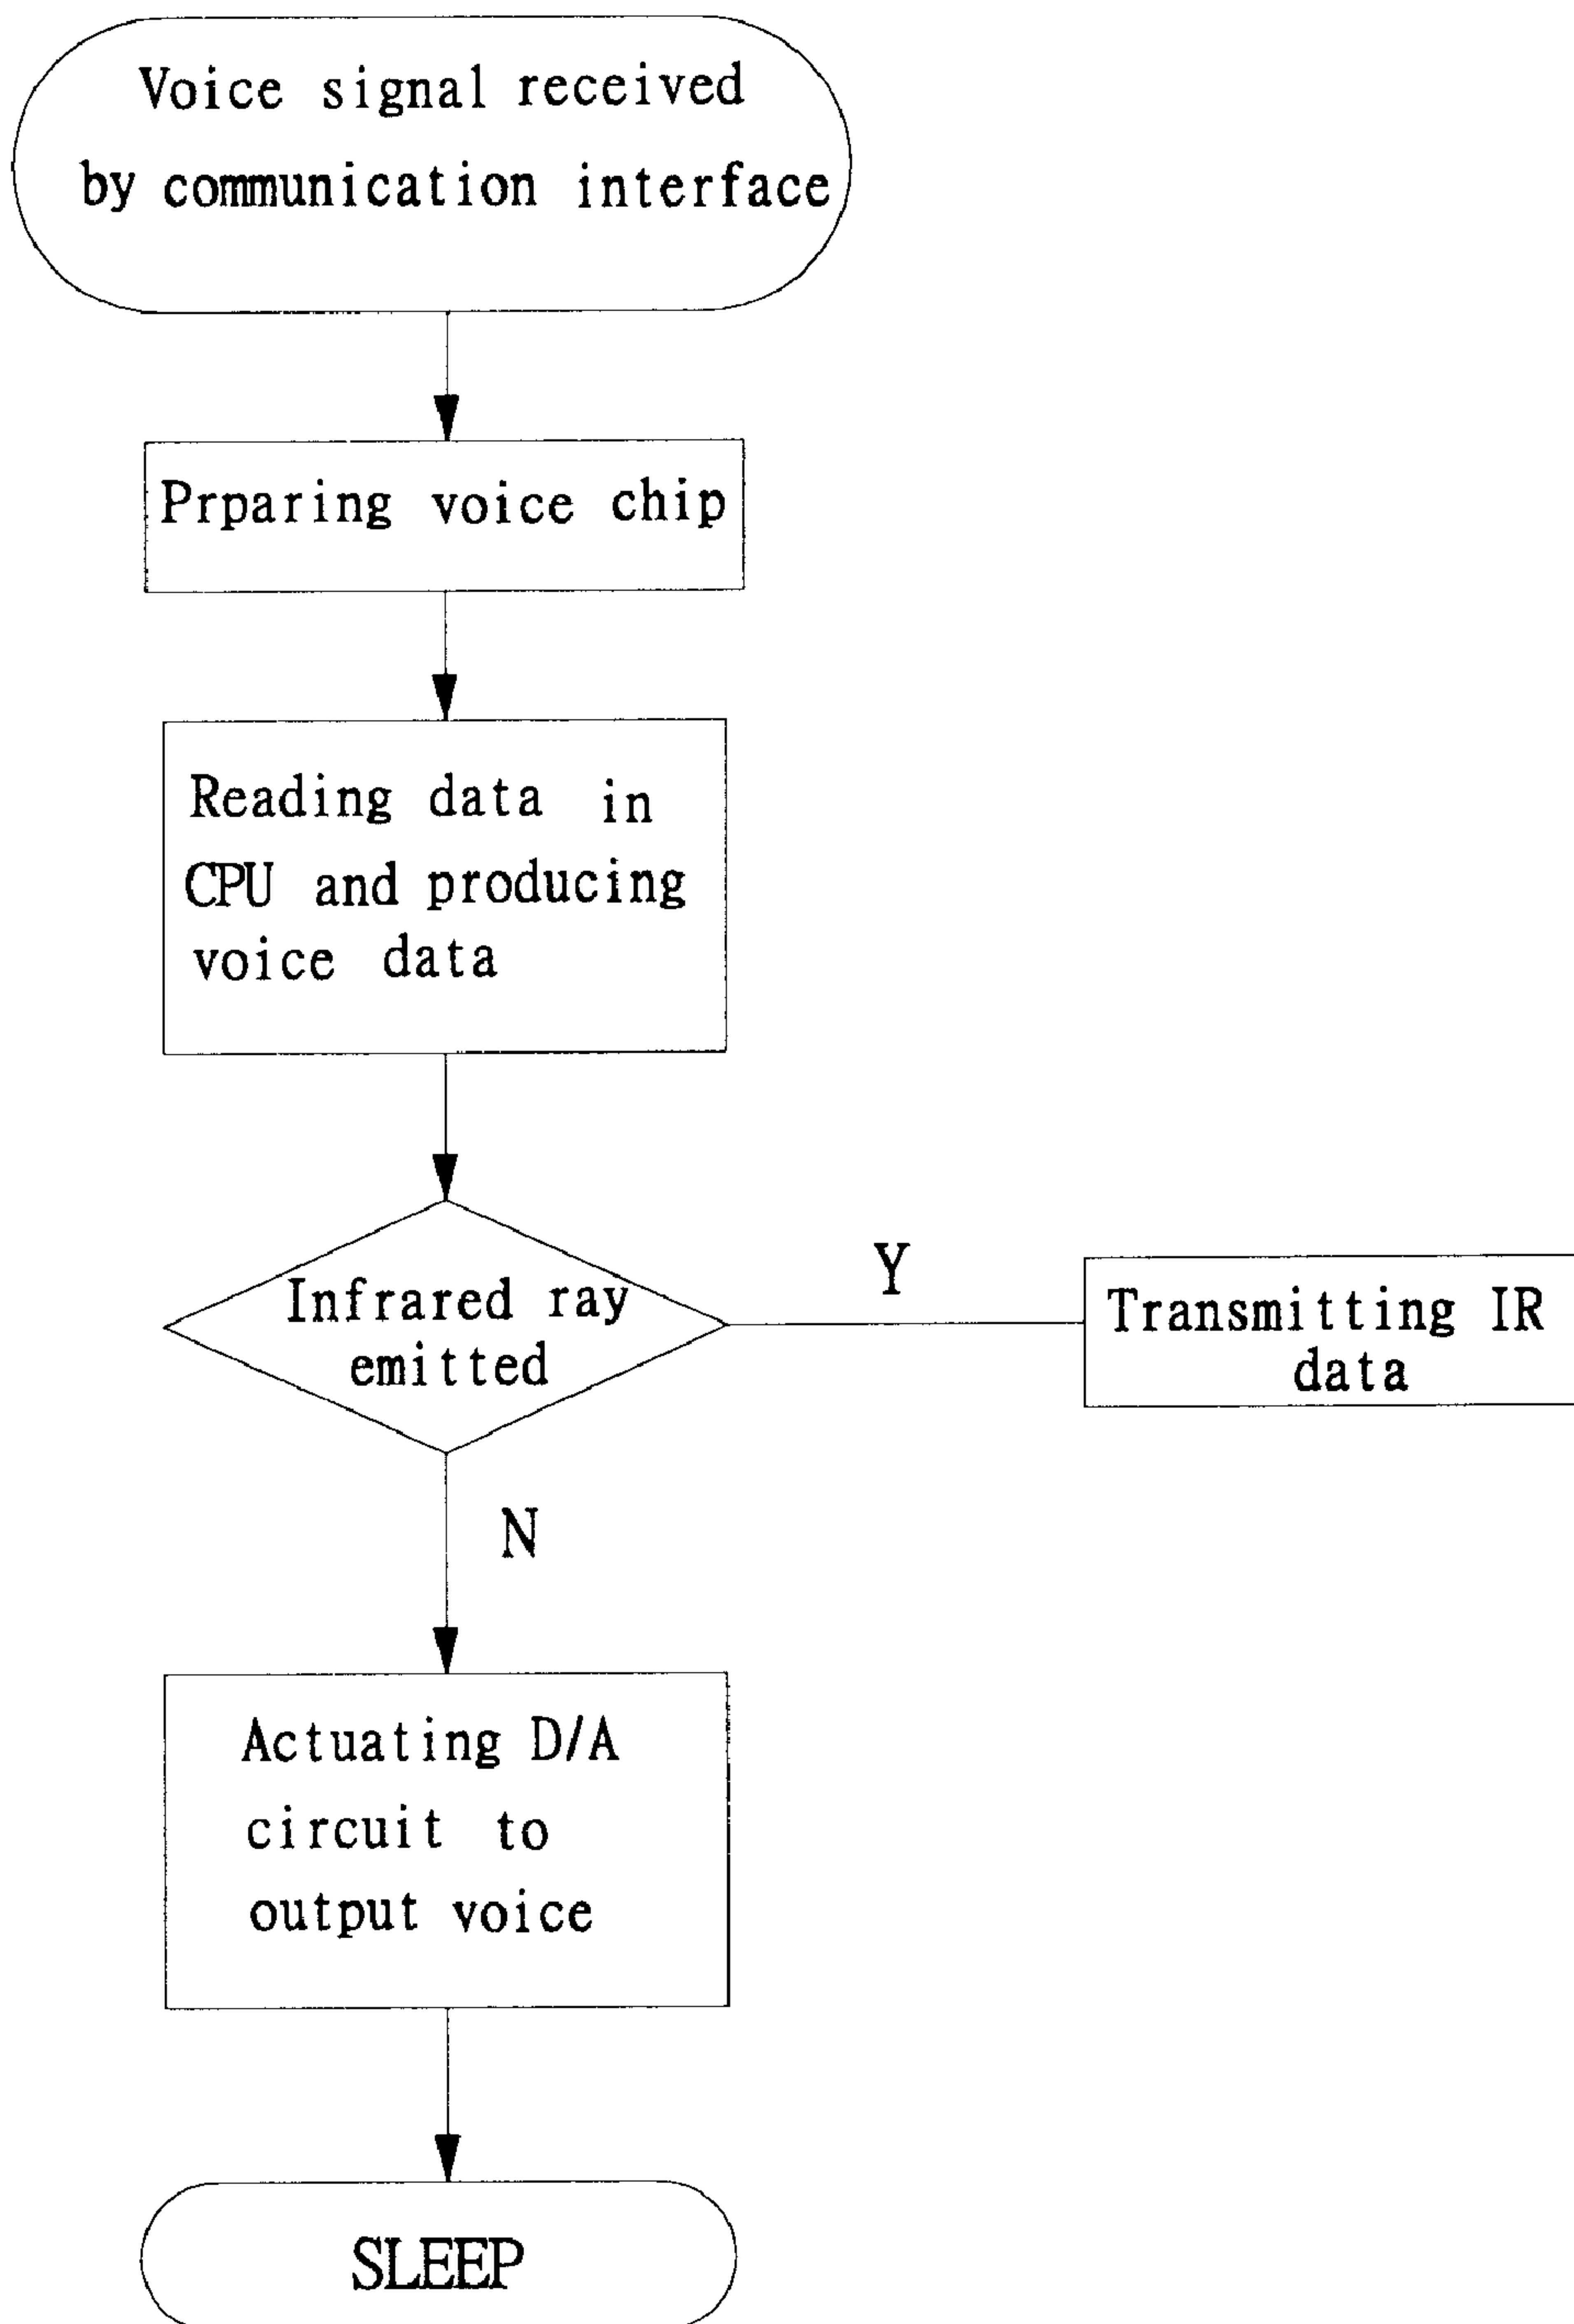 Voice signal received
by communication interface
Prparing voice chip
Reading data in
CPU and producing
voice data
Infrared ray
emitted
Y
Transmitting IR
data
N
Actuating D/A
circuit to
output voice
SLEEP